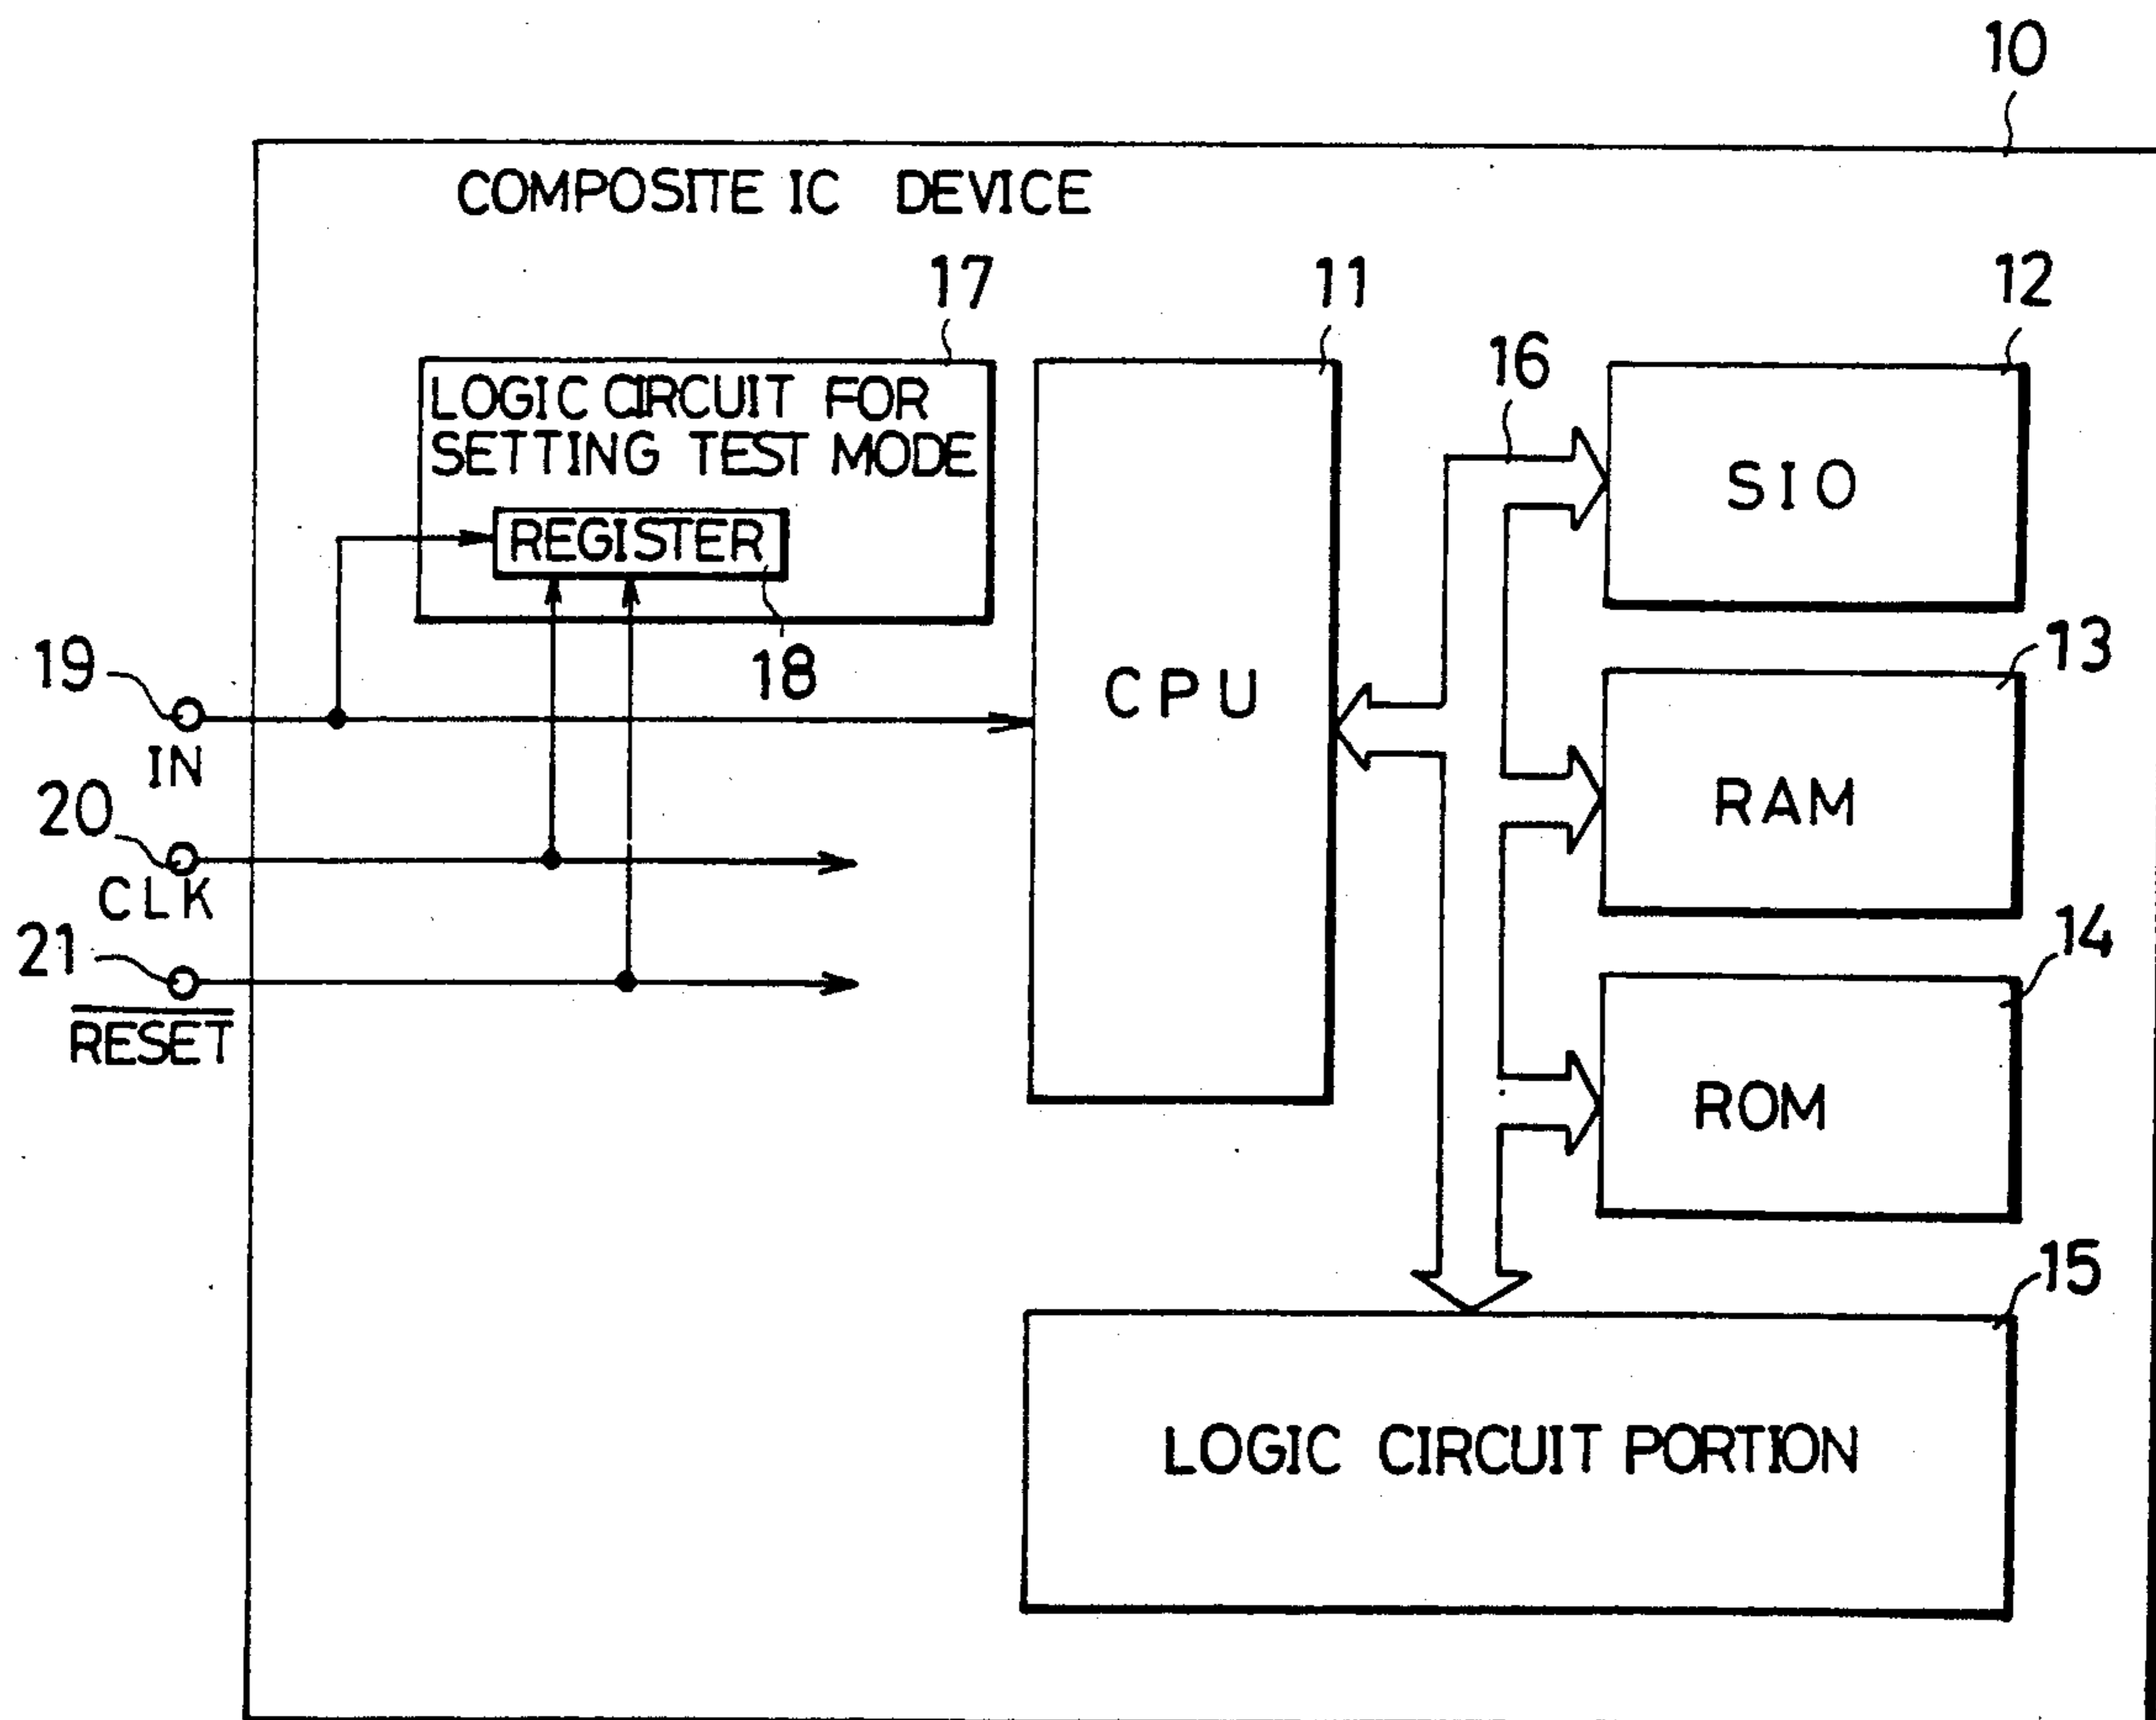 10
COMPOSITE IC DEVICE
17
11
12
16
LOGIC CIRCUIT FOR
SETTING TEST MODE
SIO
REGISTER
18
19
IN
CPU
13
20
CLK
RAM
21
RESET
14
ROM
15
LOGIC CIRCUIT PORTION